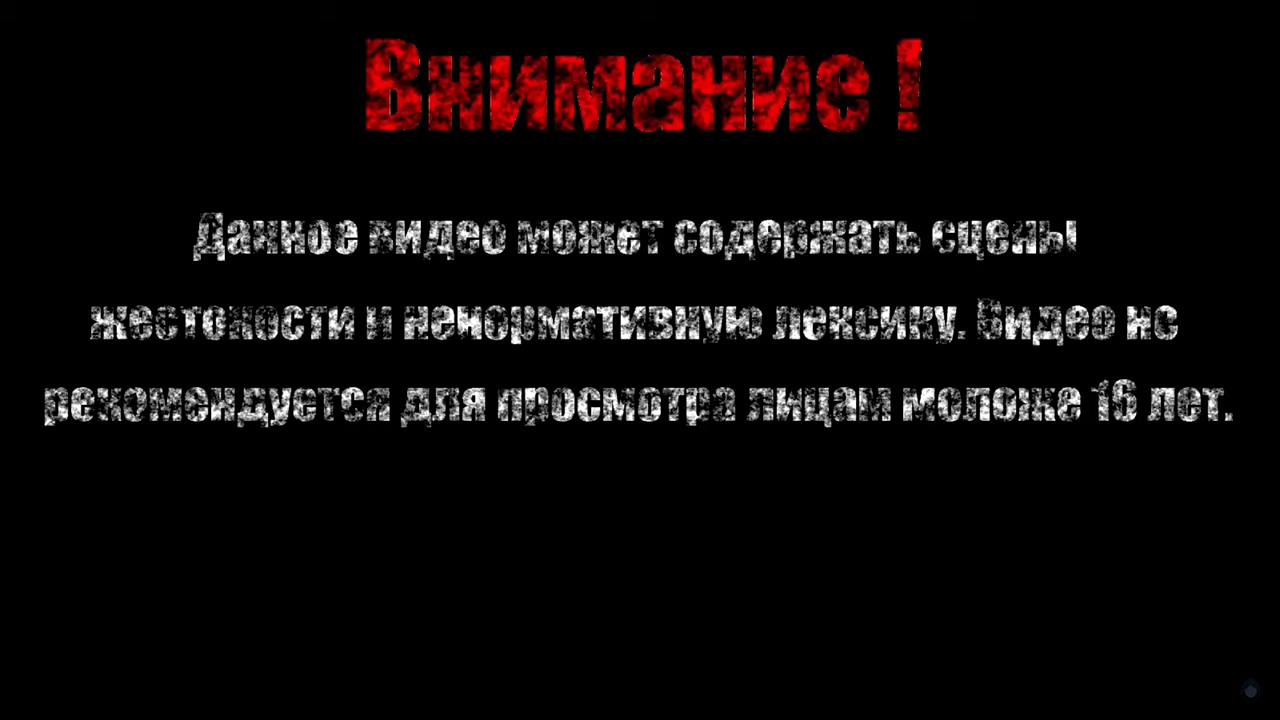 Внимание !
Данное видео может содержать сцены
жестокости и ненормативную лексику. Видео не
рекомендуется для просмотра лицам моложе 16 лет.